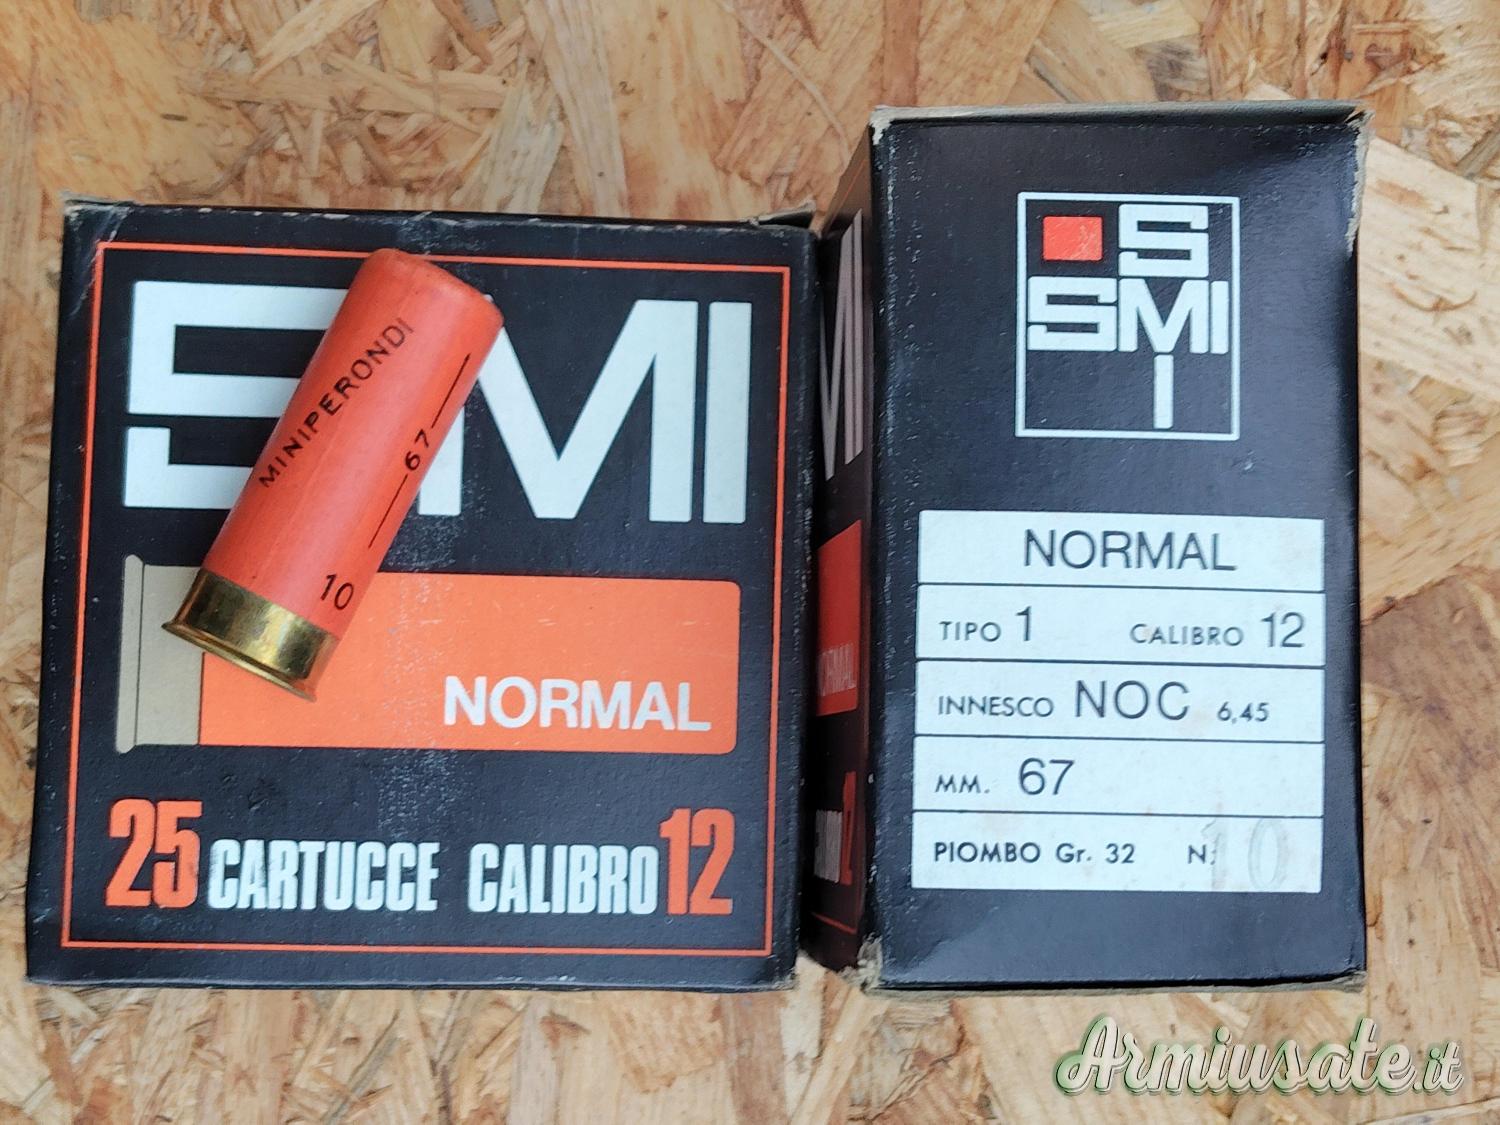 SMI
MINIPERONDI
67
10
NORMAL
25 CARTUCCE CALIBRO 12
S
SMI
I
NORMAL
TIPO 1 CALIBRO 12
INNESCO NOC 6,45
MM. 67
PIOMBO Gr. 32 N. 10
Armiusate.it